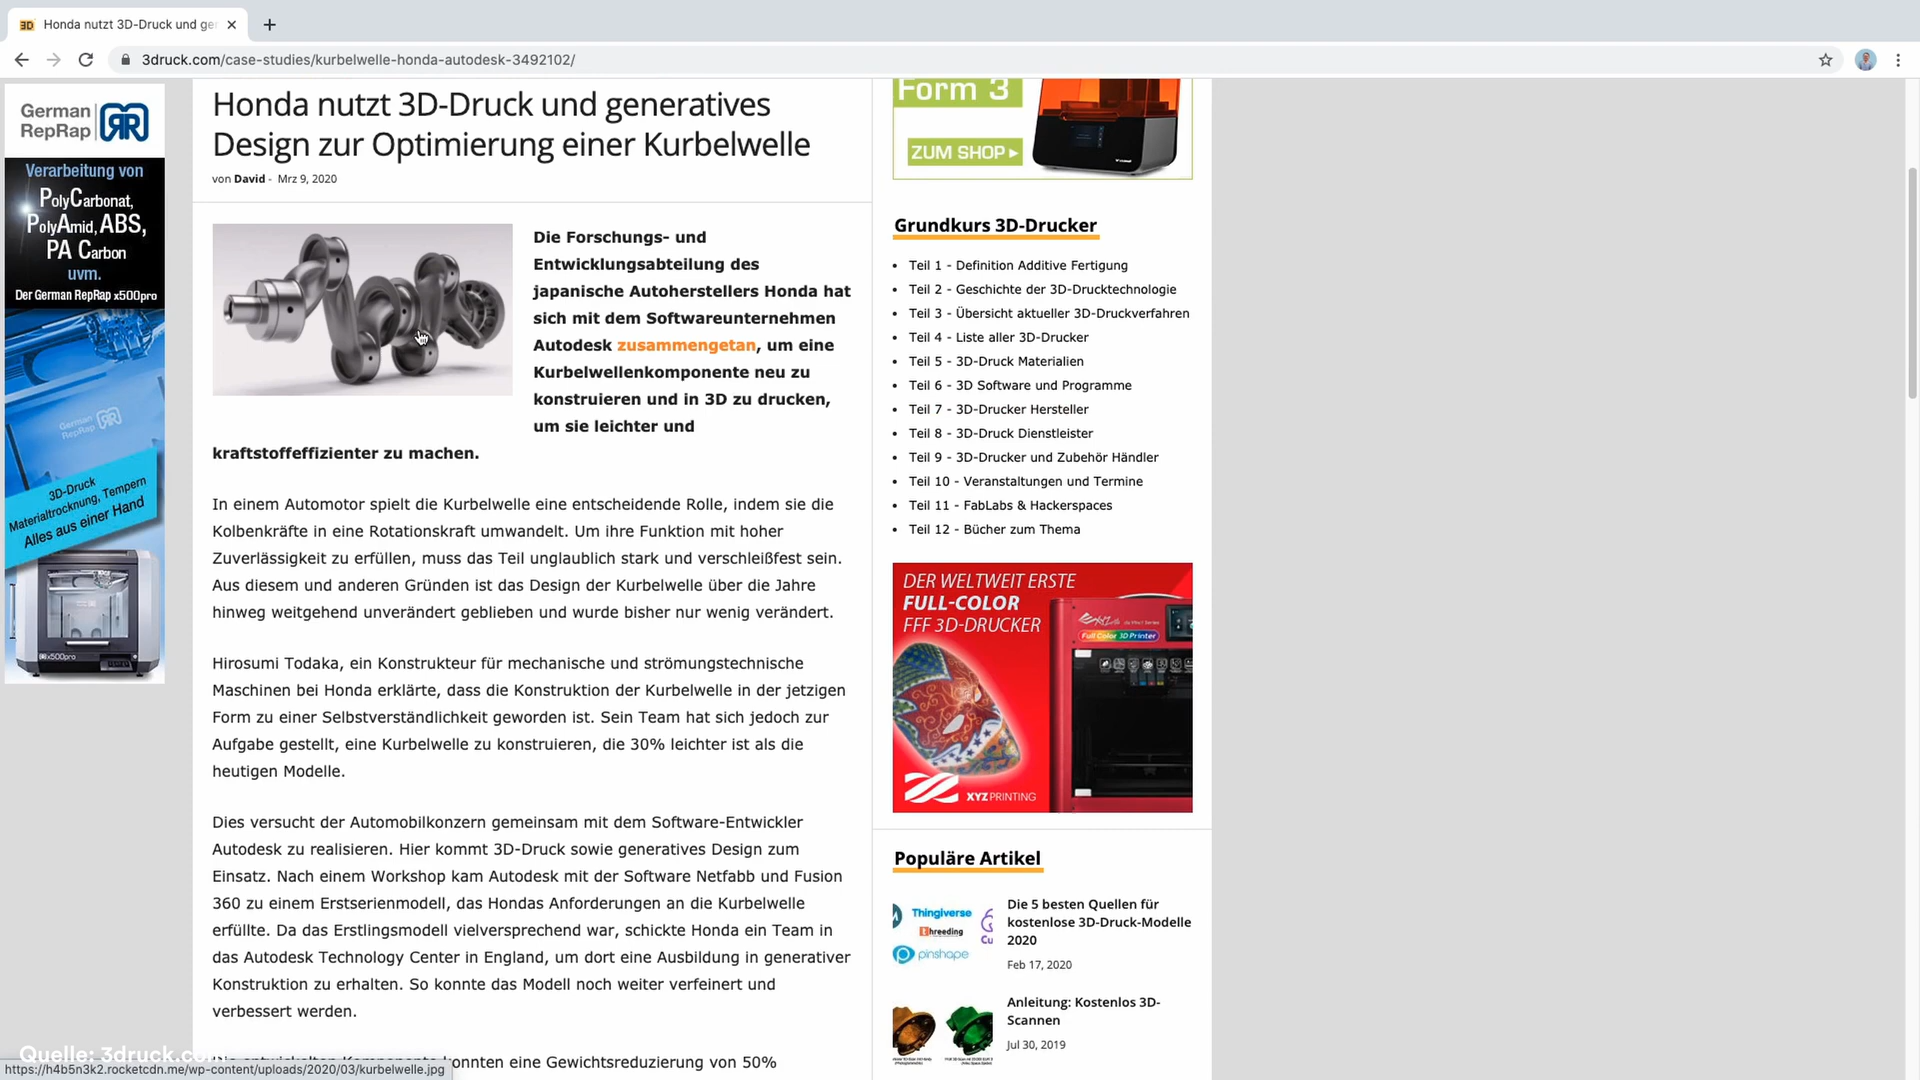 Honda nutzt 3D-Druck und ge
3druck.com/case-studies/kurbelwelle-honda-autodesk-3492102/
German
RepRap
Verarbeitung von
PolyCarbonat,
PolyAmid, ABS,
PA Carbon
uvm.
Der German RepRap x500pro
German
RepRap
3D-Druck
Materialtrocknung, Tempern
Alles aus einer Hand
x500pro
Honda nutzt 3D-Druck und generatives
Design zur Optimierung einer Kurbelwelle
von David - Mrz 9, 2020
Die Forschungs- und
Entwicklungsabteilung des
japanische Autoherstellers Honda hat
sich mit dem Softwareunternehmen
Autodesk zusammengetan, um eine
Kurbelwellenkomponente neu zu
konstruieren und in 3D zu drucken,
um sie leichter und
kraftstoffeffizienter zu machen.
In einem Automotor spielt die Kurbelwelle eine entscheidende Rolle, indem sie die
Kolbenkräfte in eine Rotationskraft umwandelt. Um ihre Funktion mit hoher
Zuverlässigkeit zu erfüllen, muss das Teil unglaublich stark und verschleißfest sein.
Aus diesem und anderen Gründen ist das Design der Kurbelwelle über die Jahre
hinweg weitgehend unverändert geblieben und wurde bisher nur wenig verändert.
Hirosumi Todaka, ein Konstrukteur für mechanische und strömungstechnische
Maschinen bei Honda erklärte, dass die Konstruktion der Kurbelwelle in der jetzigen
Form zu einer Selbstverständlichkeit geworden ist. Sein Team hat sich jedoch zur
Aufgabe gestellt, eine Kurbelwelle zu konstruieren, die 30% leichter ist als die
heutigen Modelle.
Dies versucht der Automobilkonzern gemeinsam mit dem Software-Entwickler
Autodesk zu realisieren. Hier kommt 3D-Druck sowie generatives Design zum
Einsatz. Nach einem Workshop kam Autodesk mit der Software Netfabb und Fusion
360 zu einem Erstserienmodell, das Hondas Anforderungen an die Kurbelwelle
erfüllte. Da das Erstlingsmodell vielversprechend war, schickte Honda ein Team in
das Autodesk Technology Center in England, um dort eine Ausbildung in generativer
Konstruktion zu erhalten. So konnte das Modell noch weiter verfeinert und
verbessert werden.
konnten eine Gewichtsreduzierung von 50%
Quelle: 3druck.co
https://h4b5n3k2.rocketcdn.me/wp-content/uploads/2020/03/kurbelwelle.jpg
Form 3
ZUM SHOP
Grundkurs 3D-Drucker
Teil 1 - Definition Additive Fertigung
Teil 2 - Geschichte der 3D-Drucktechnologie
Teil 3 - Übersicht aktueller 3D-Druckverfahren
Teil 4 - Liste aller 3D-Drucker
Teil 5 - 3D-Druck Materialien
Teil 6 - 3D Software und Programme
Teil 7 - 3D-Drucker Hersteller
Teil 8 - 3D-Druck Dienstleister
Teil 9 - 3D-Drucker und Zubehör Händler
Teil 10 - Veranstaltungen und Termine
Teil 11 - FabLabs & Hackerspaces
Teil 12 - Bücher zum Thema
DER WELTWEIT ERSTE
FULL-COLOR
FFF 3D-DRUCKER
Full Color 3D Printer
XYZPRINTING
Populäre Artikel
Thingiverse
threeding
pinshape
Die 5 besten Quellen für
kostenlose 3D-Druck-Modelle
2020
Feb 17, 2020
Anleitung: Kostenlos 3D-
Scannen
Jul 30, 2019